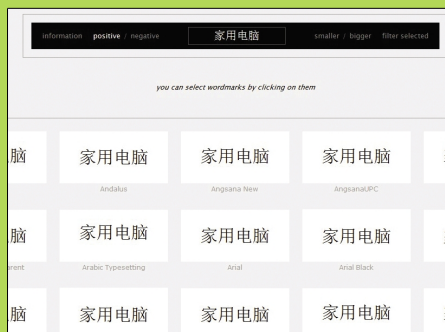 information positive / negative 家用电脑 smaller / bigger filter selected
you can select wordmarks by clicking on them
脑 家用电脑 家用电脑 家用电脑
Andalus Angsana New AngsanaUPC
脑 家用电脑 家用电脑 家用电脑
arent Arabic Typesetting Arial Arial Black
脑 家用电脑 家用电脑 家用电脑